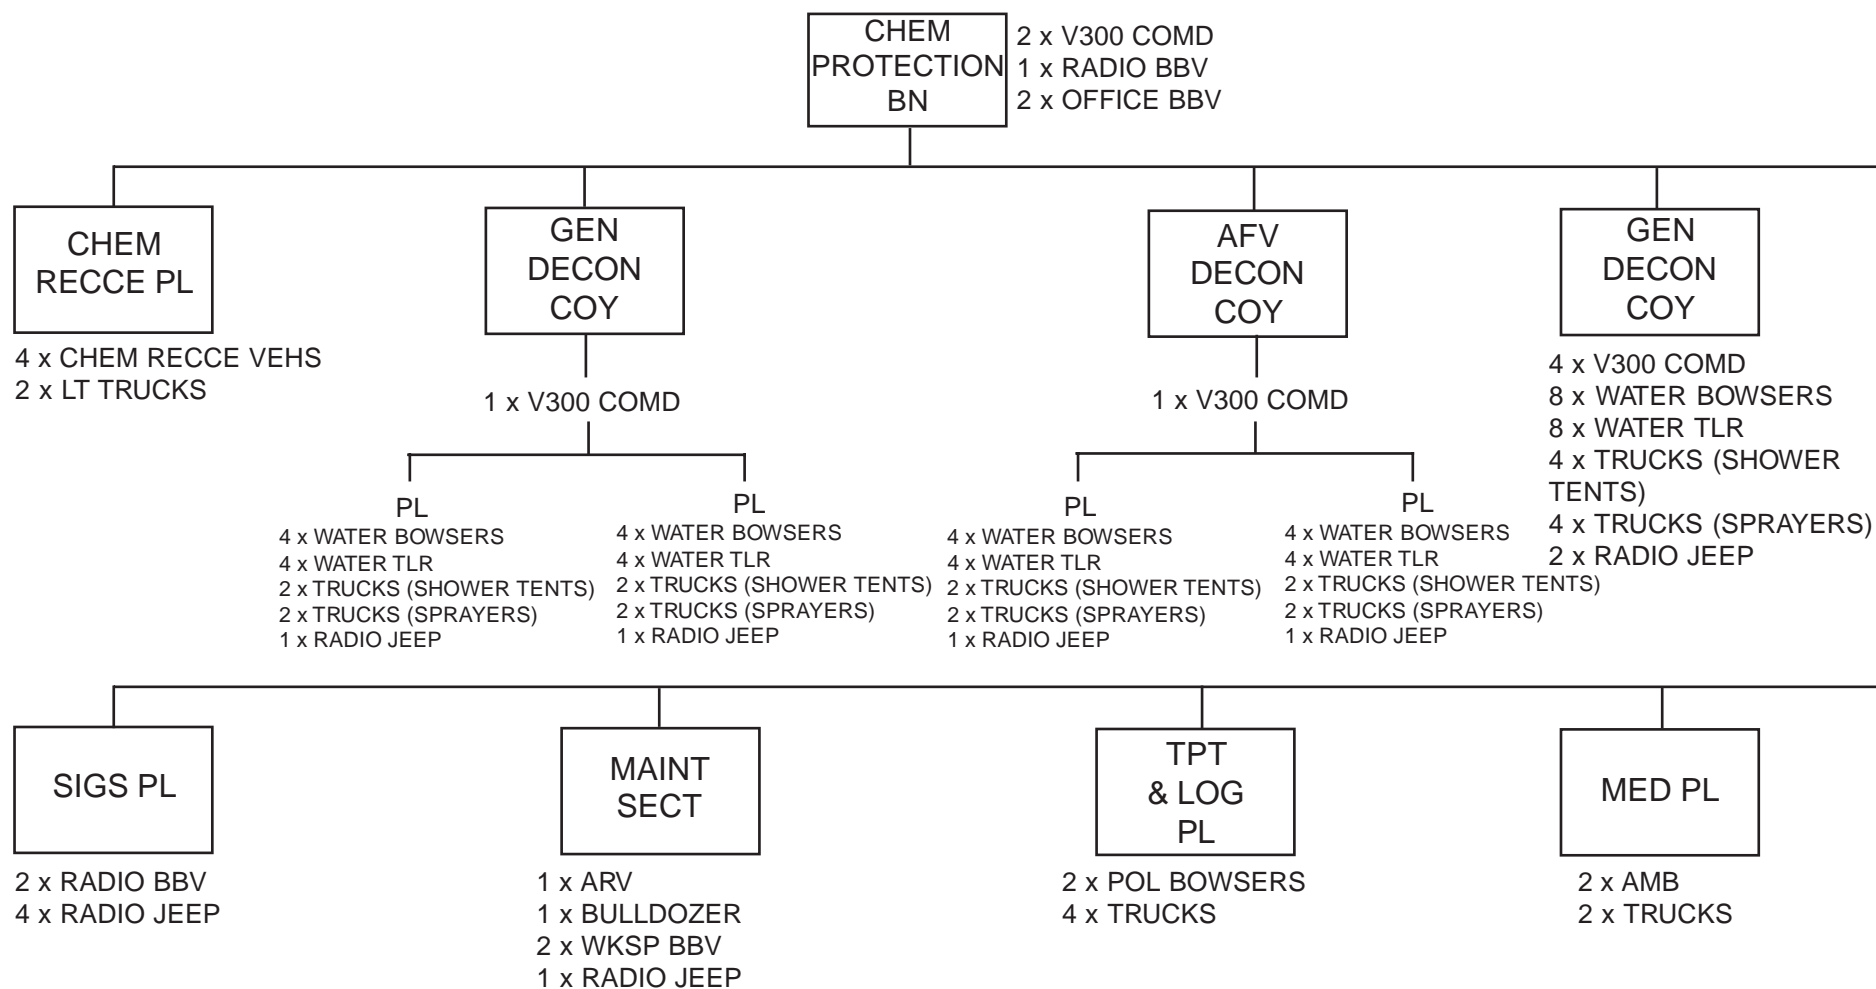 CHEM
PROTECTION
BN
2 x V300 COMD
1 x RADIO BBV
2 x OFFICE BBV
CHEM
RECCE PL
4 x CHEM RECCE VEHS
2 x LT TRUCKS
GEN
DECON
COY
1 x V300 COMD
PL
4 x WATER BOWSERS
4 x WATER TLR
2 x TRUCKS (SHOWER TENTS)
2 x TRUCKS (SPRAYERS)
1 x RADIO JEEP
PL
4 x WATER BOWSERS
4 x WATER TLR
2 x TRUCKS (SHOWER TENTS)
2 x TRUCKS (SPRAYERS)
1 x RADIO JEEP
AFV
DECON
COY
1 x V300 COMD
PL
4 x WATER BOWSERS
4 x WATER TLR
2 x TRUCKS (SHOWER TENTS)
2 x TRUCKS (SPRAYERS)
1 x RADIO JEEP
PL
4 x WATER BOWSERS
4 x WATER TLR
2 x TRUCKS (SHOWER TENTS)
2 x TRUCKS (SPRAYERS)
1 x RADIO JEEP
GEN
DECON
COY
4 x V300 COMD
8 x WATER BOWSERS
8 x WATER TLR
4 x TRUCKS (SHOWER
TENTS)
4 x TRUCKS (SPRAYERS)
2 x RADIO JEEP
SIGS PL
2 x RADIO BBV
4 x RADIO JEEP
MAINT
SECT
1 x ARV
1 x BULLDOZER
2 x WKSP BBV
1 x RADIO JEEP
TPT
& LOG
PL
2 x POL BOWSERS
4 x TRUCKS
MED PL
2 x AMB
2 x TRUCKS